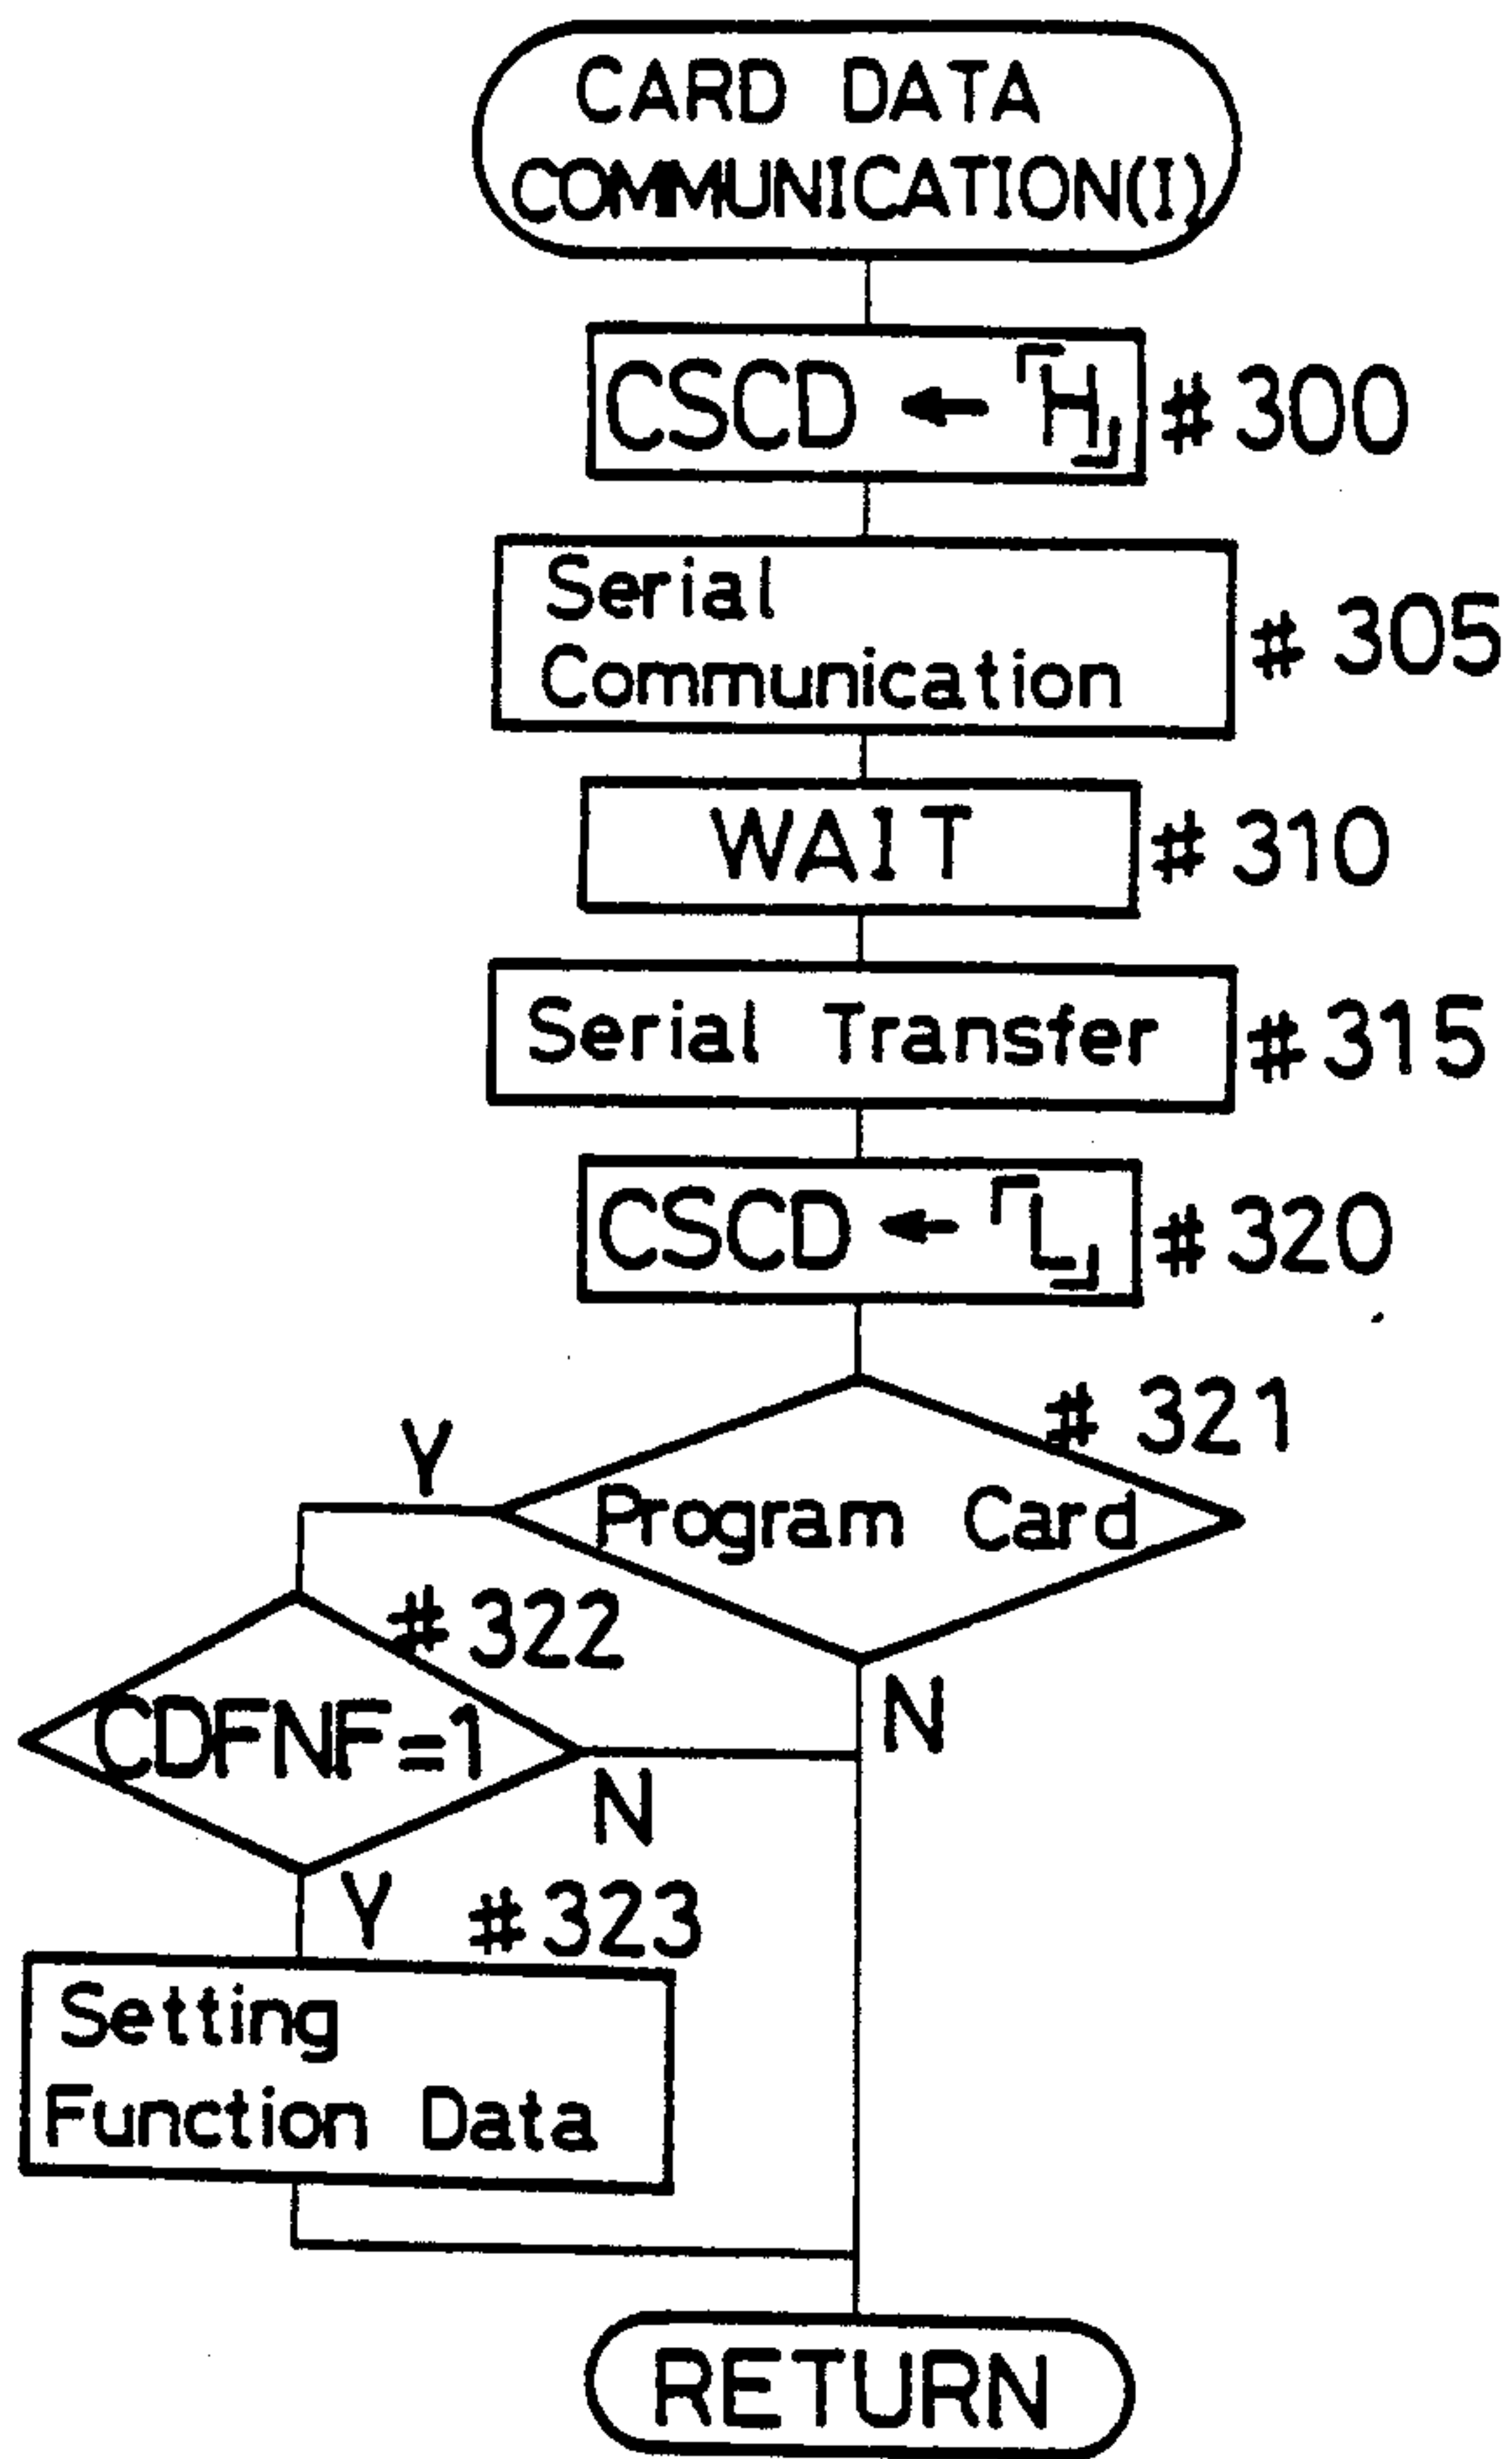 CARD DATA
COMMUNICATION(I)
CSCD ← 「H」 #300
Serial
Communication
#305
WAIT #310
Serial Transfer #315
CSCD ← 「L」 #320
#321
Y
Program Card
#322
N
CDFNF=1
N
Y #323
Setting
Function Data
RETURN